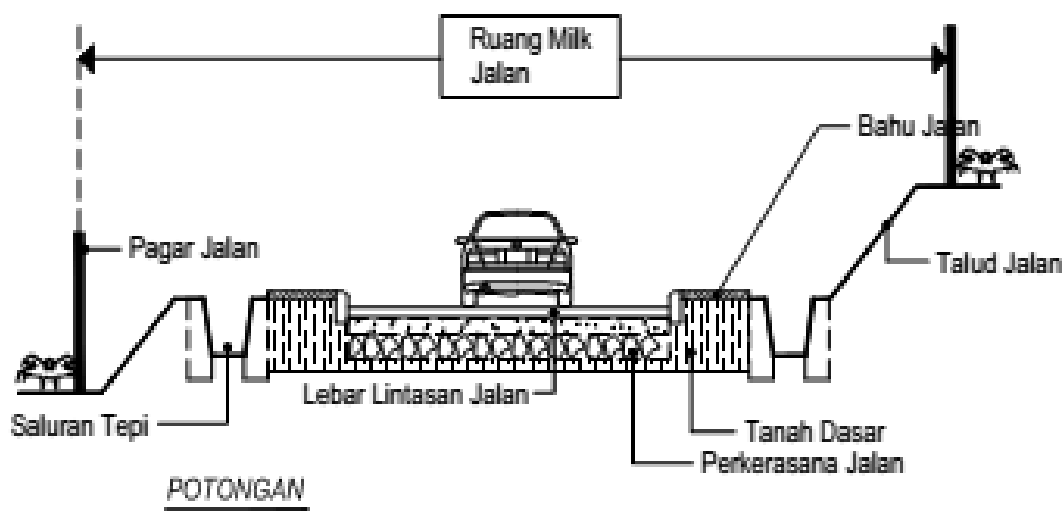 Ruang Milk
Jalan
Bahu Jalan
Pagar Jalan
Talud Jalan
Lebar Lintasan Jalan
Saluran Tepi
Tanah Dasar
Perkerasana Jalan
POTONGAN